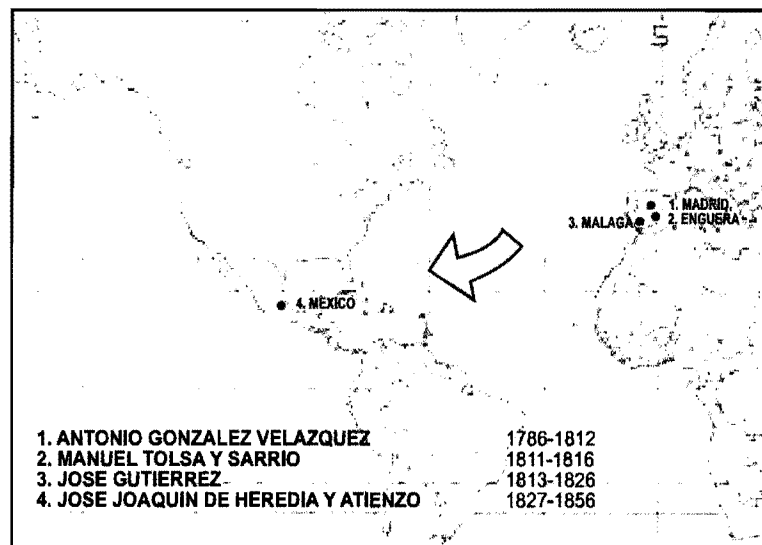 S
1. MADRID,
2. ENGUERA
3. MALAGA
4. MEXICO
1. ANTONIO GONZALEZ VELAZQUEZ 1786-1812
2. MANUEL TOLSA Y SARRIO 1811-1816
3. JOSE GUTIERREZ 1813-1826
4. JOSE JOAQUIN DE HEREDIA Y ATIENZO 1827-1856